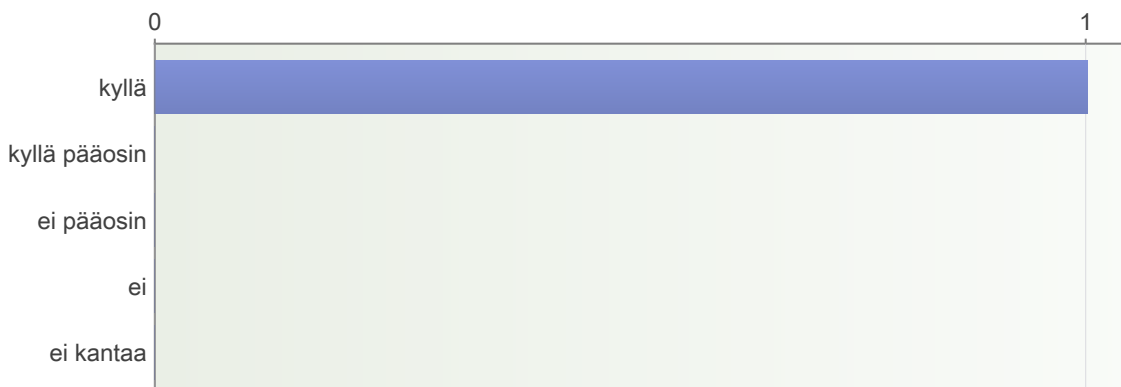 0 1
kyllä
kyllä pääosin
ei pääosin
ei
ei kantaa